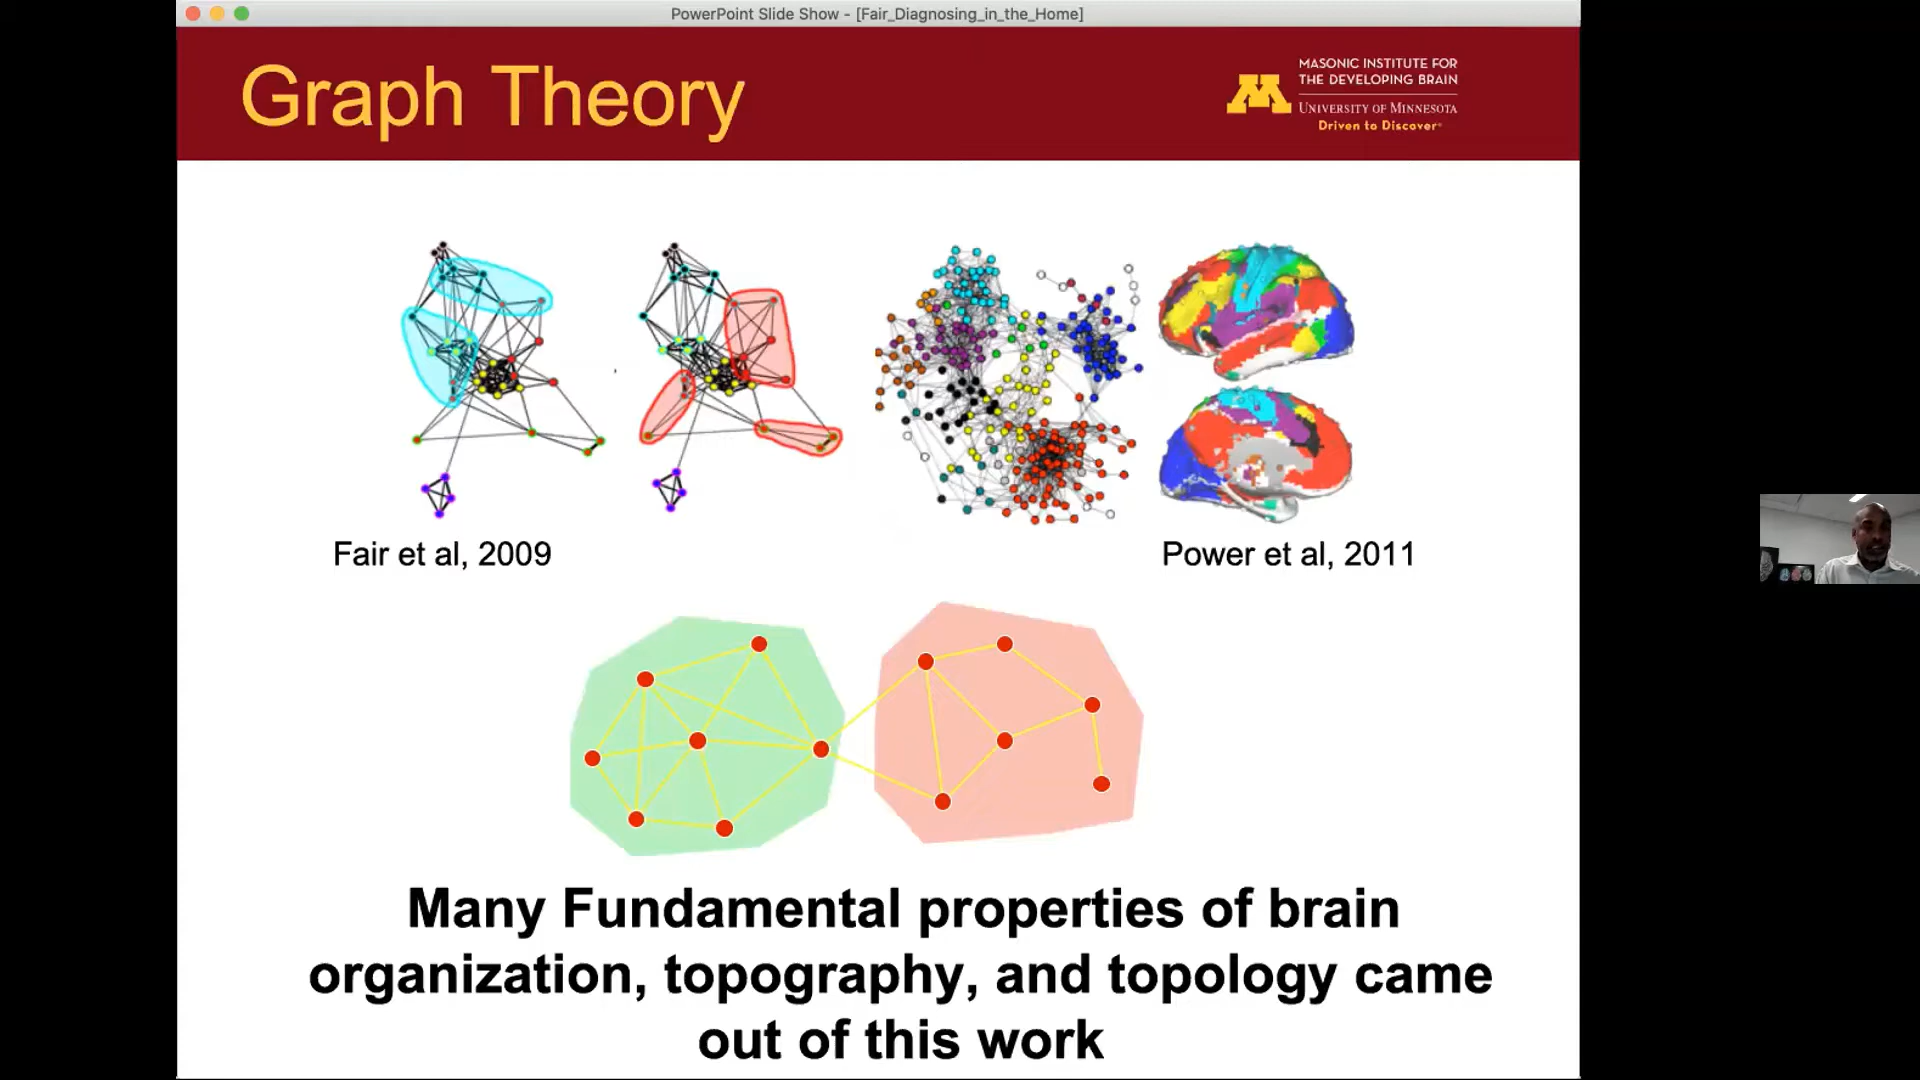 PowerPoint Slide Show - [Fair_Diagnosing_in_the_Home]
Graph Theory
MASONIC INSTITUTE FOR
THE DEVELOPING BRAIN
UNIVERSITY OF MINNESOTA
Driven to Discover®
Fair et al, 2009
Power et al, 2011
Many Fundamental properties of brain
organization, topography, and topology came
out of this work